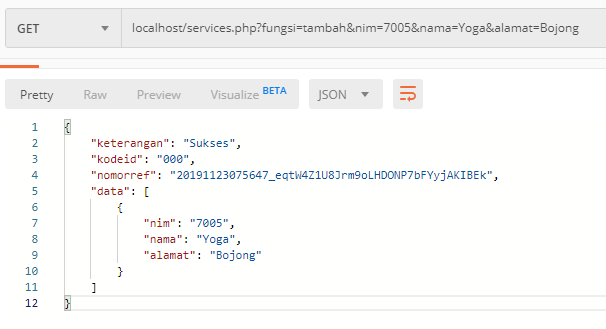 GET localhost/services.php?fungsi=tambah&nim=7005&nama=Yoga&alamat=Bojong
Pretty Raw Preview Visualize BETA JSON
1 {
2 "keterangan": "Sukses",
3 "kodeid": "000",
4 "nomorref": "20191123075647_eqtW4Z1U8Jrm9oLHDONP7bFYyjAKIBEk",
5 "data": [
6 {
7 "nim": "7005",
8 "nama": "Yoga",
9 "alamat": "Bojong"
10 }
11 ]
12 }